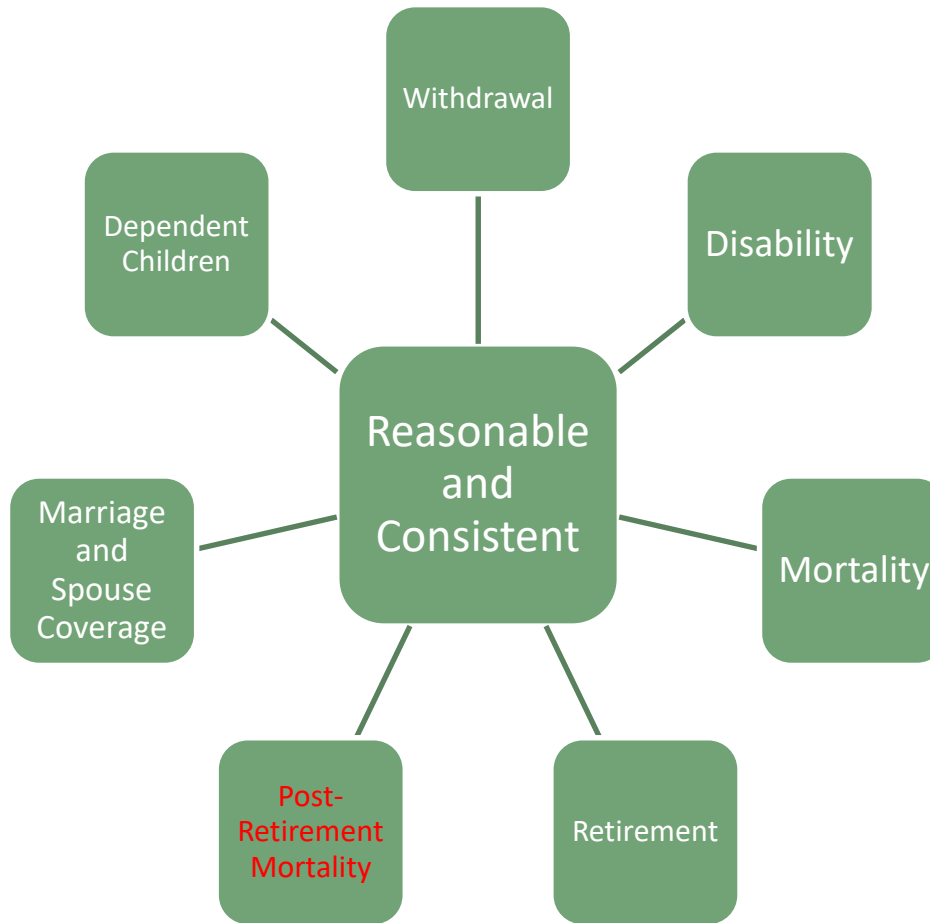 Withdrawal
Dependent
Children
Disability
Reasonable
and
Consistent
Marriage
and
Spouse
Coverage
Mortality
Post-
Retirement
Mortality
Retirement